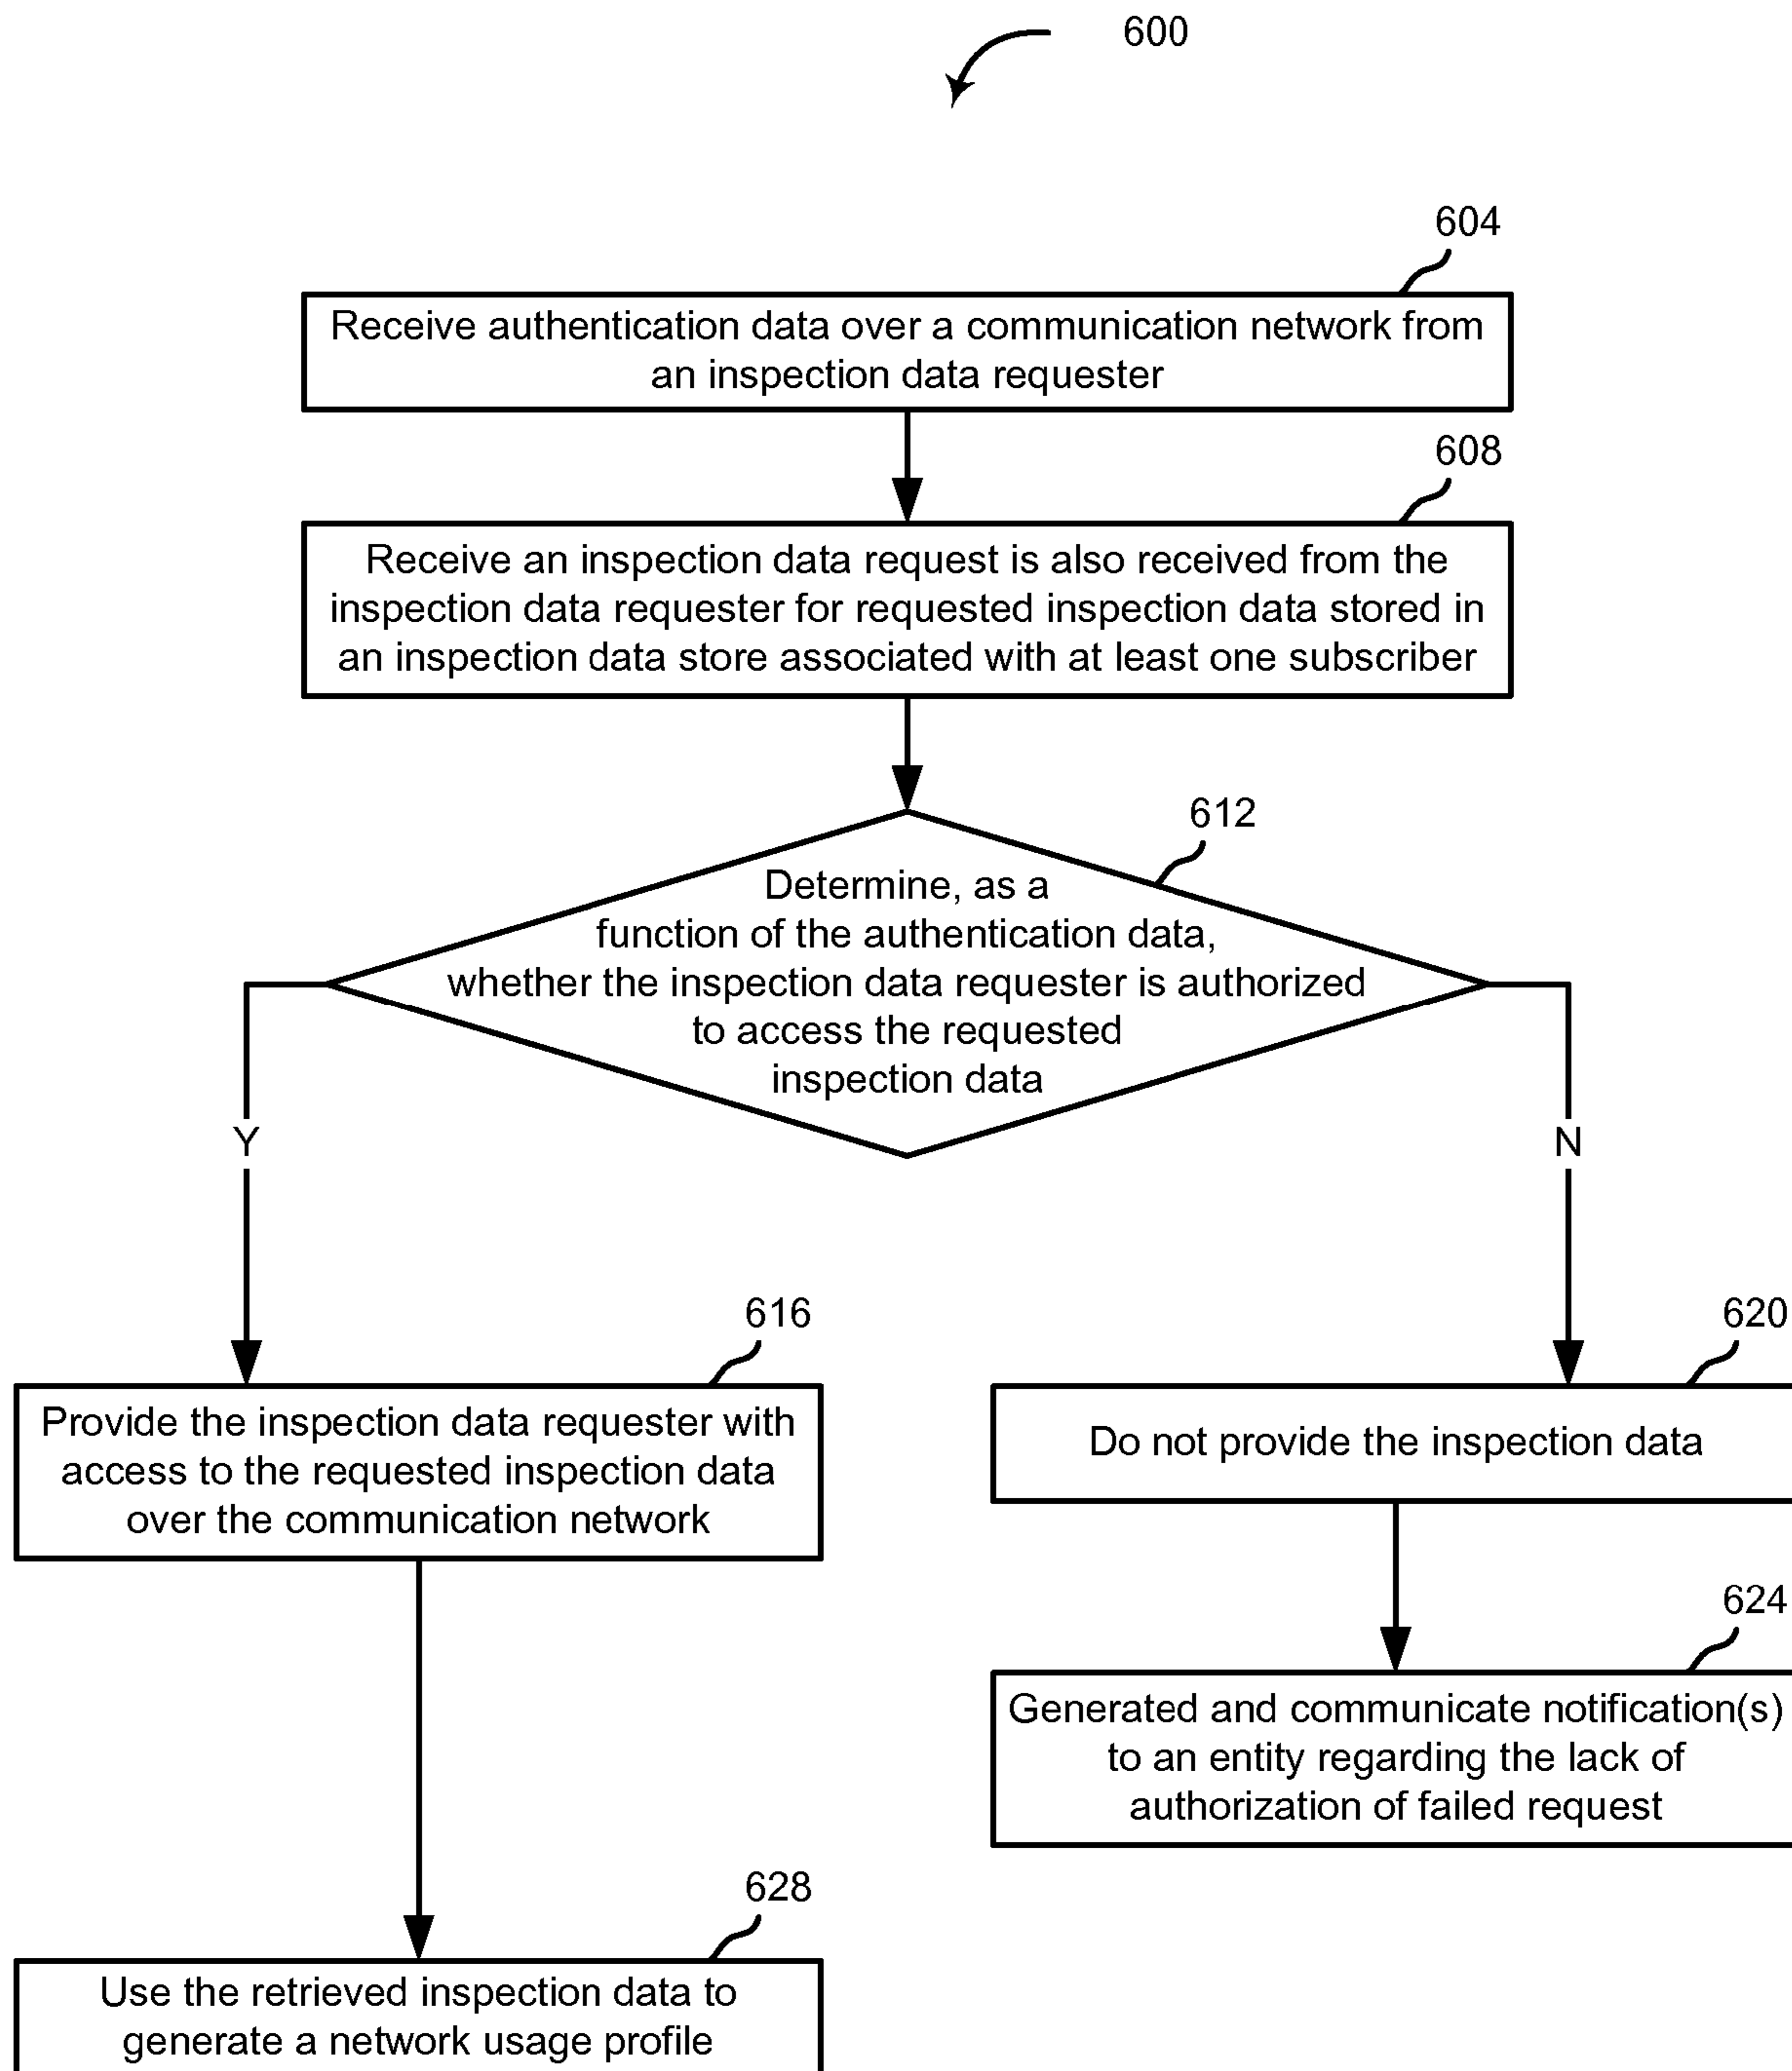 600
604
Receive authentication data over a communication network from
an inspection data requester
608
Receive an inspection data request is also received from the
inspection data requester for requested inspection data stored in
an inspection data store associated with at least one subscriber
612
Determine, as a
function of the authentication data,
whether the inspection data requester is authorized
to access the requested
inspection data
Y
N
616
Provide the inspection data requester with
access to the requested inspection data
over the communication network
620
Do not provide the inspection data
624
Generated and communicate notification(s)
to an entity regarding the lack of
authorization of failed request
628
Use the retrieved inspection data to
generate a network usage profile